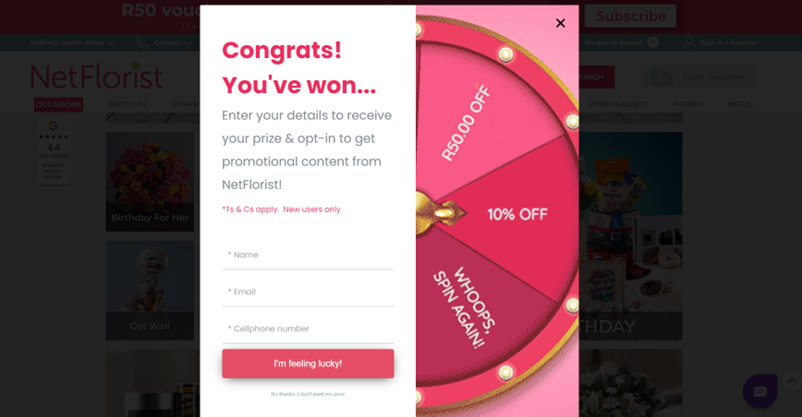 R50 vou
Subscribe
Delivery: South Africa
Contact
Shopping Basket
Sign In / Register
NetFlorist
SEARCH
Track my order
OCCASIONS
BIRTHDAY
SYMPA
PERSONALISED
PROMO
MORE...
4.4
Birthday For Her
Get Well
THDAY
Congrats!
You've won...
Enter your details to receive
your prize & opt-in to get
promotional content from
NetFlorist!
*Ts & Cs apply. New users only
* Name
* Email
* Cellphone number
I'm feeling lucky!
No thanks, I don't want my prize
R50.00 OFF
10% OFF
WHOOPS,
SPIN AGAIN!